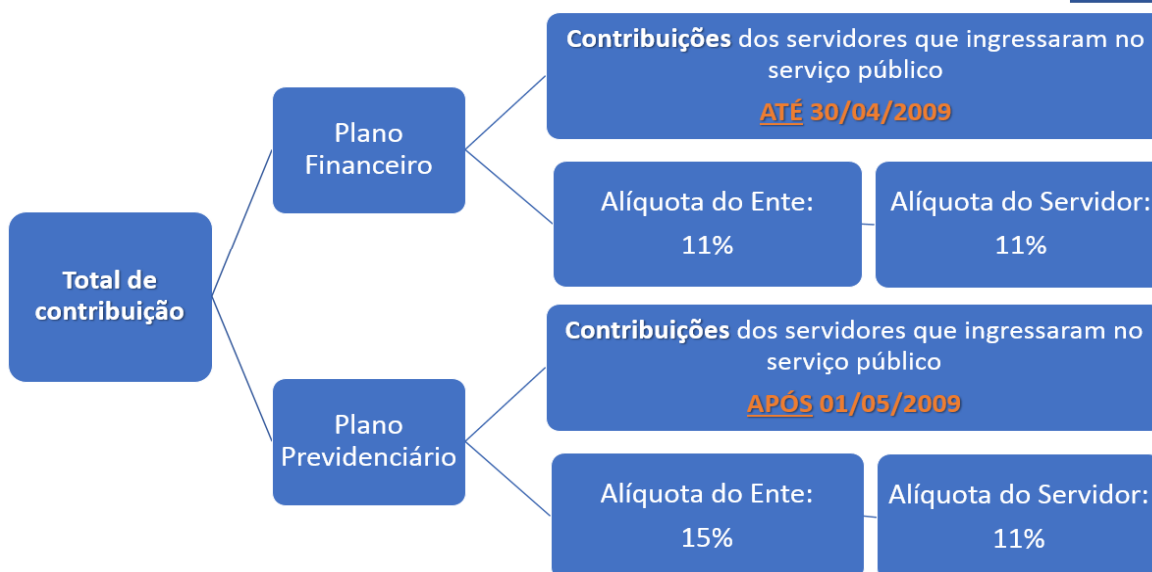 Contribuições dos servidores que ingressaram no
serviço público
ATÉ 30/04/2009
Plano
Financeiro
Alíquota do Ente:
11%
Alíquota do Servidor:
11%
Total de
contribuição
Contribuições dos servidores que ingressaram no
serviço público
APÓS 01/05/2009
Plano
Previdenciário
Alíquota do Ente:
15%
Alíquota do Servidor:
11%